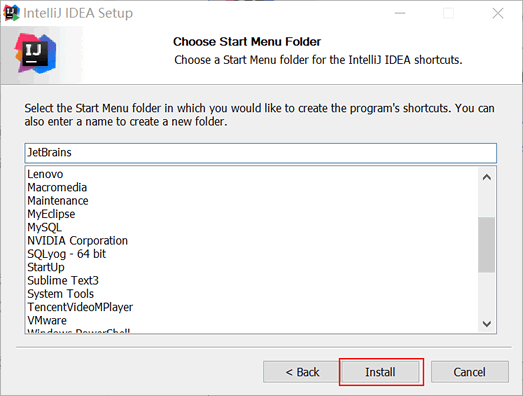 IntelliJ IDEA Setup
IJ
Choose Start Menu Folder
Choose a Start Menu folder for the IntelliJ IDEA shortcuts.
Select the Start Menu folder in which you would like to create the program's shortcuts. You can
also enter a name to create a new folder.
JetBrains
Lenovo
Macromedia
Maintenance
MyEclipse
MySQL
NVIDIA Corporation
SQLyog - 64 bit
StartUp
Sublime Text3
System Tools
TencentVideoMPlayer
VMware
Windows PowerShell
< Back
Install
Cancel